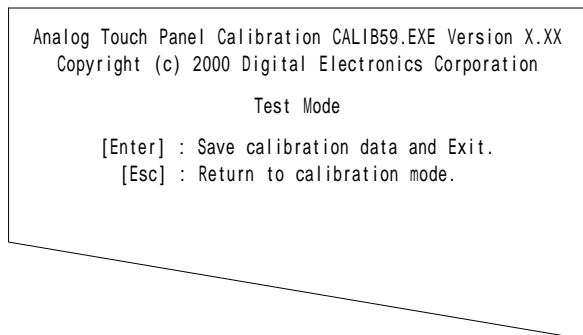 Analog Touch Panel Calibration CALIB59.EXE Version X.XX
Copyright (c) 2000 Digital Electronics Corporation
Test Mode
[Enter] : Save calibration data and Exit.
[Esc] : Return to calibration mode.